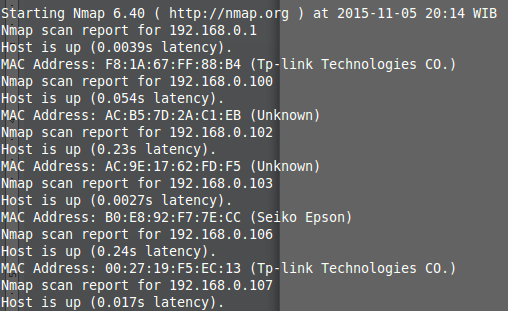 Starting Nmap 6.40 ( http://nmap.org ) at 2015-11-05 20:14 WIB
Nmap scan report for 192.168.0.1
Host is up (0.0039s latency).
MAC Address: F8:1A:67:FF:88:B4 (Tp-link Technologies CO.)
Nmap scan report for 192.168.0.100
Host is up (0.054s latency).
MAC Address: AC:B5:7D:2A:C1:EB (Unknown)
Nmap scan report for 192.168.0.102
Host is up (0.23s latency).
MAC Address: AC:9E:17:62:FD:F5 (Unknown)
Nmap scan report for 192.168.0.103
Host is up (0.0027s latency).
MAC Address: B0:E8:92:F7:7E:CC (Seiko Epson)
Nmap scan report for 192.168.0.106
Host is up (0.24s latency).
MAC Address: 00:27:19:F5:EC:13 (Tp-link Technologies CO.)
Nmap scan report for 192.168.0.107
Host is up (0.017s latency).